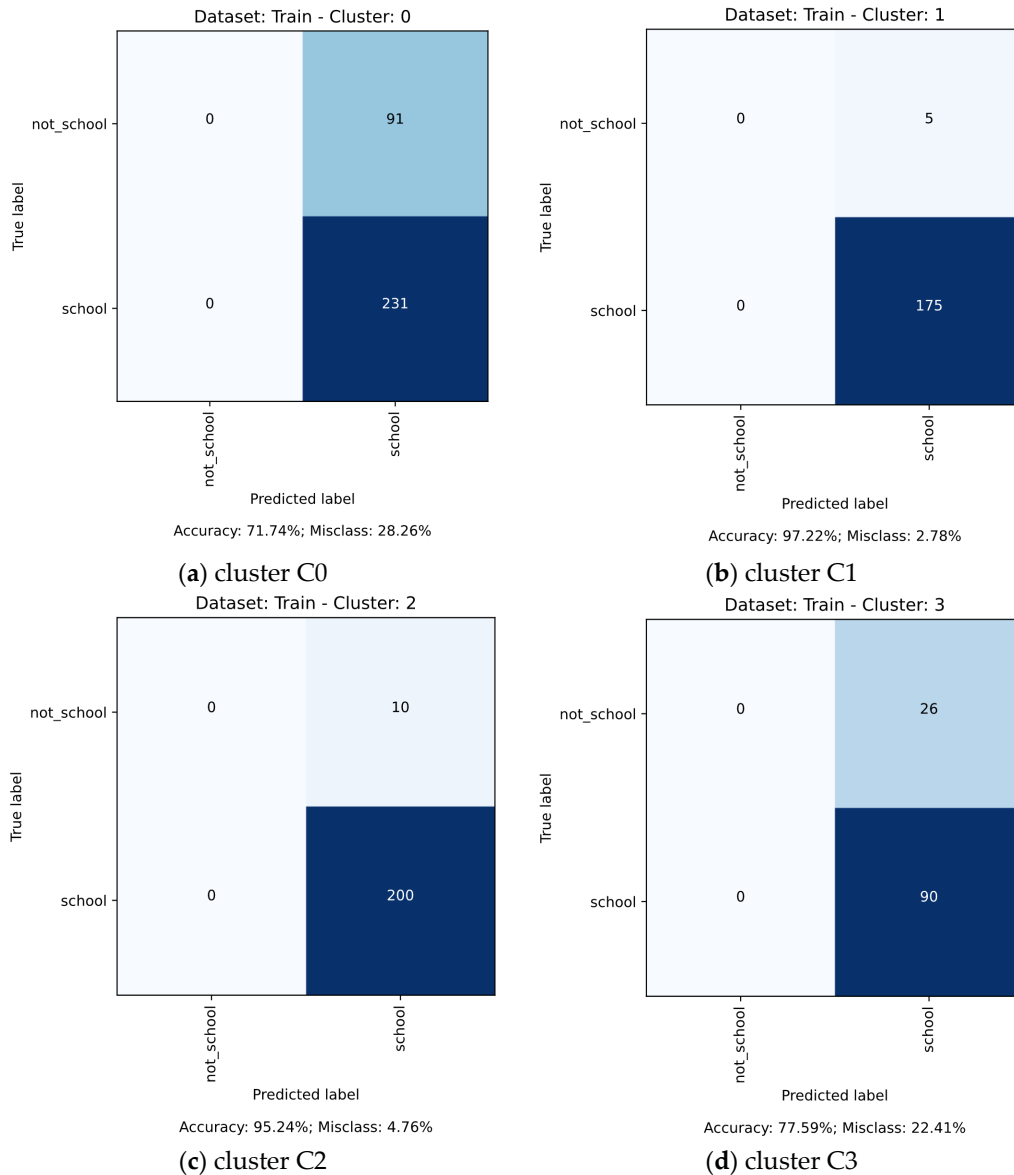 Dataset: Train - Cluster: 0
not_school
0
91
True label
school
0
231
not_school
school
Predicted label
Accuracy: 71.74%; Misclass: 28.26%
(a) cluster C0
Dataset: Train - Cluster: 1
not_school
0
5
True label
school
0
175
not_school
school
Predicted label
Accuracy: 97.22%; Misclass: 2.78%
(b) cluster C1
Dataset: Train - Cluster: 2
not_school
0
10
True label
school
0
200
not_school
school
Predicted label
Accuracy: 95.24%; Misclass: 4.76%
(c) cluster C2
Dataset: Train - Cluster: 3
not_school
0
26
True label
school
0
90
not_school
school
Predicted label
Accuracy: 77.59%; Misclass: 22.41%
(d) cluster C3